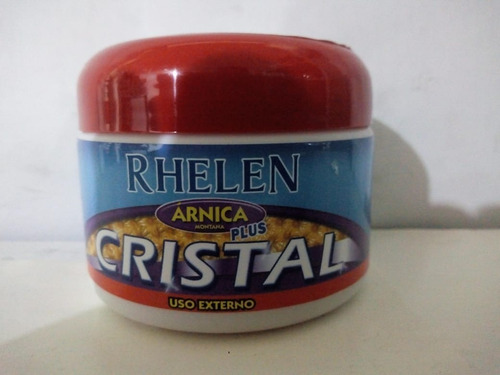 RHELEN
ARNICA
MONTANA
PLUS
CRISTAL
USO EXTERNO